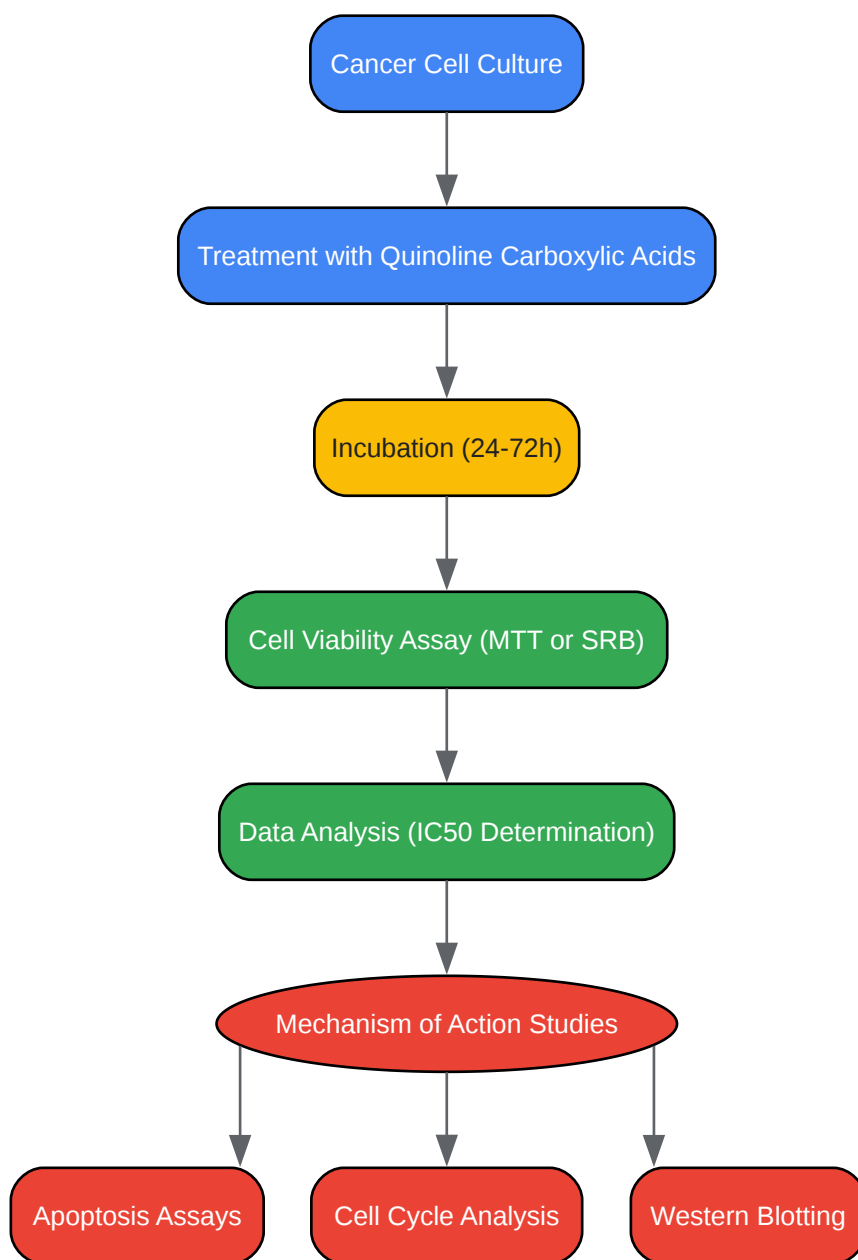 Cancer Cell Culture
Treatment with Quinoline Carboxylic Acids
Incubation (24-72h)
Cell Viability Assay (MTT or SRB)
Data Analysis (IC50 Determination)
Mechanism of Action Studies
Apoptosis Assays
Cell Cycle Analysis
Western Blotting